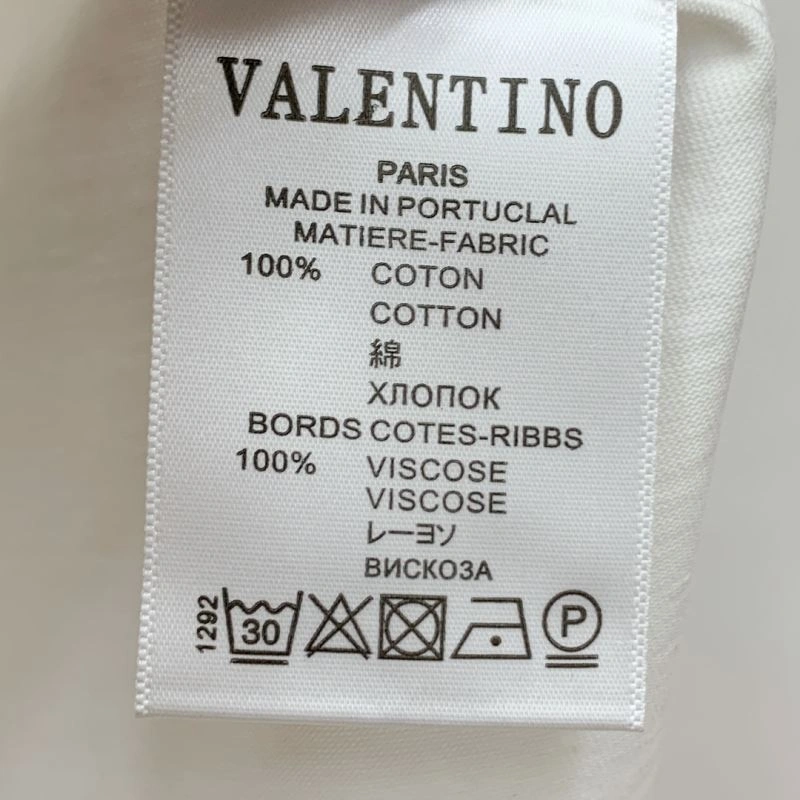 VALENTINO
PARIS
MADE IN PORTUCLAL
MATIERE-FABRIC
100% COTON
COTTON
綿
ХЛОПОК
BORDS COTES-RIBBS
100% VISCOSE
VISCOSE
レーヨソ
ВИСКОЗА
1292
30
P